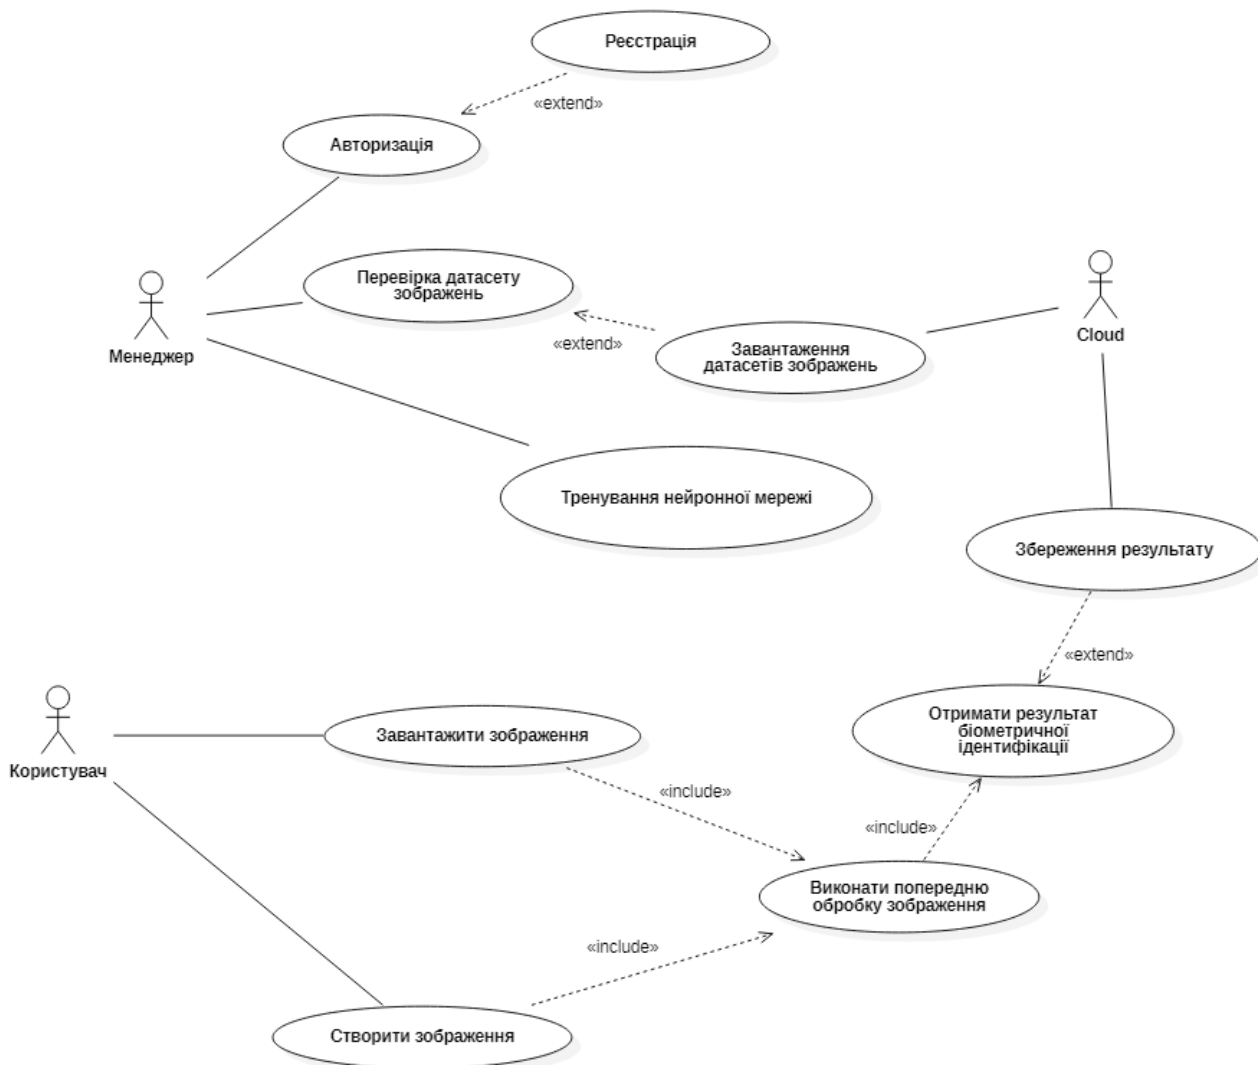 Реєстрація
«extend»
Авторизація
Перевірка датасету
зображень
Менеджер
«extend»
Завантаження
датасетів зображень
Cloud
Тренування нейронної мережі
Збереження результату
«extend»
Отримати результат
біометричної
ідентифікації
Користувач
Завантажити зображення
«include»
«include»
Виконати попередню
обробку зображення
«include»
Створити зображення